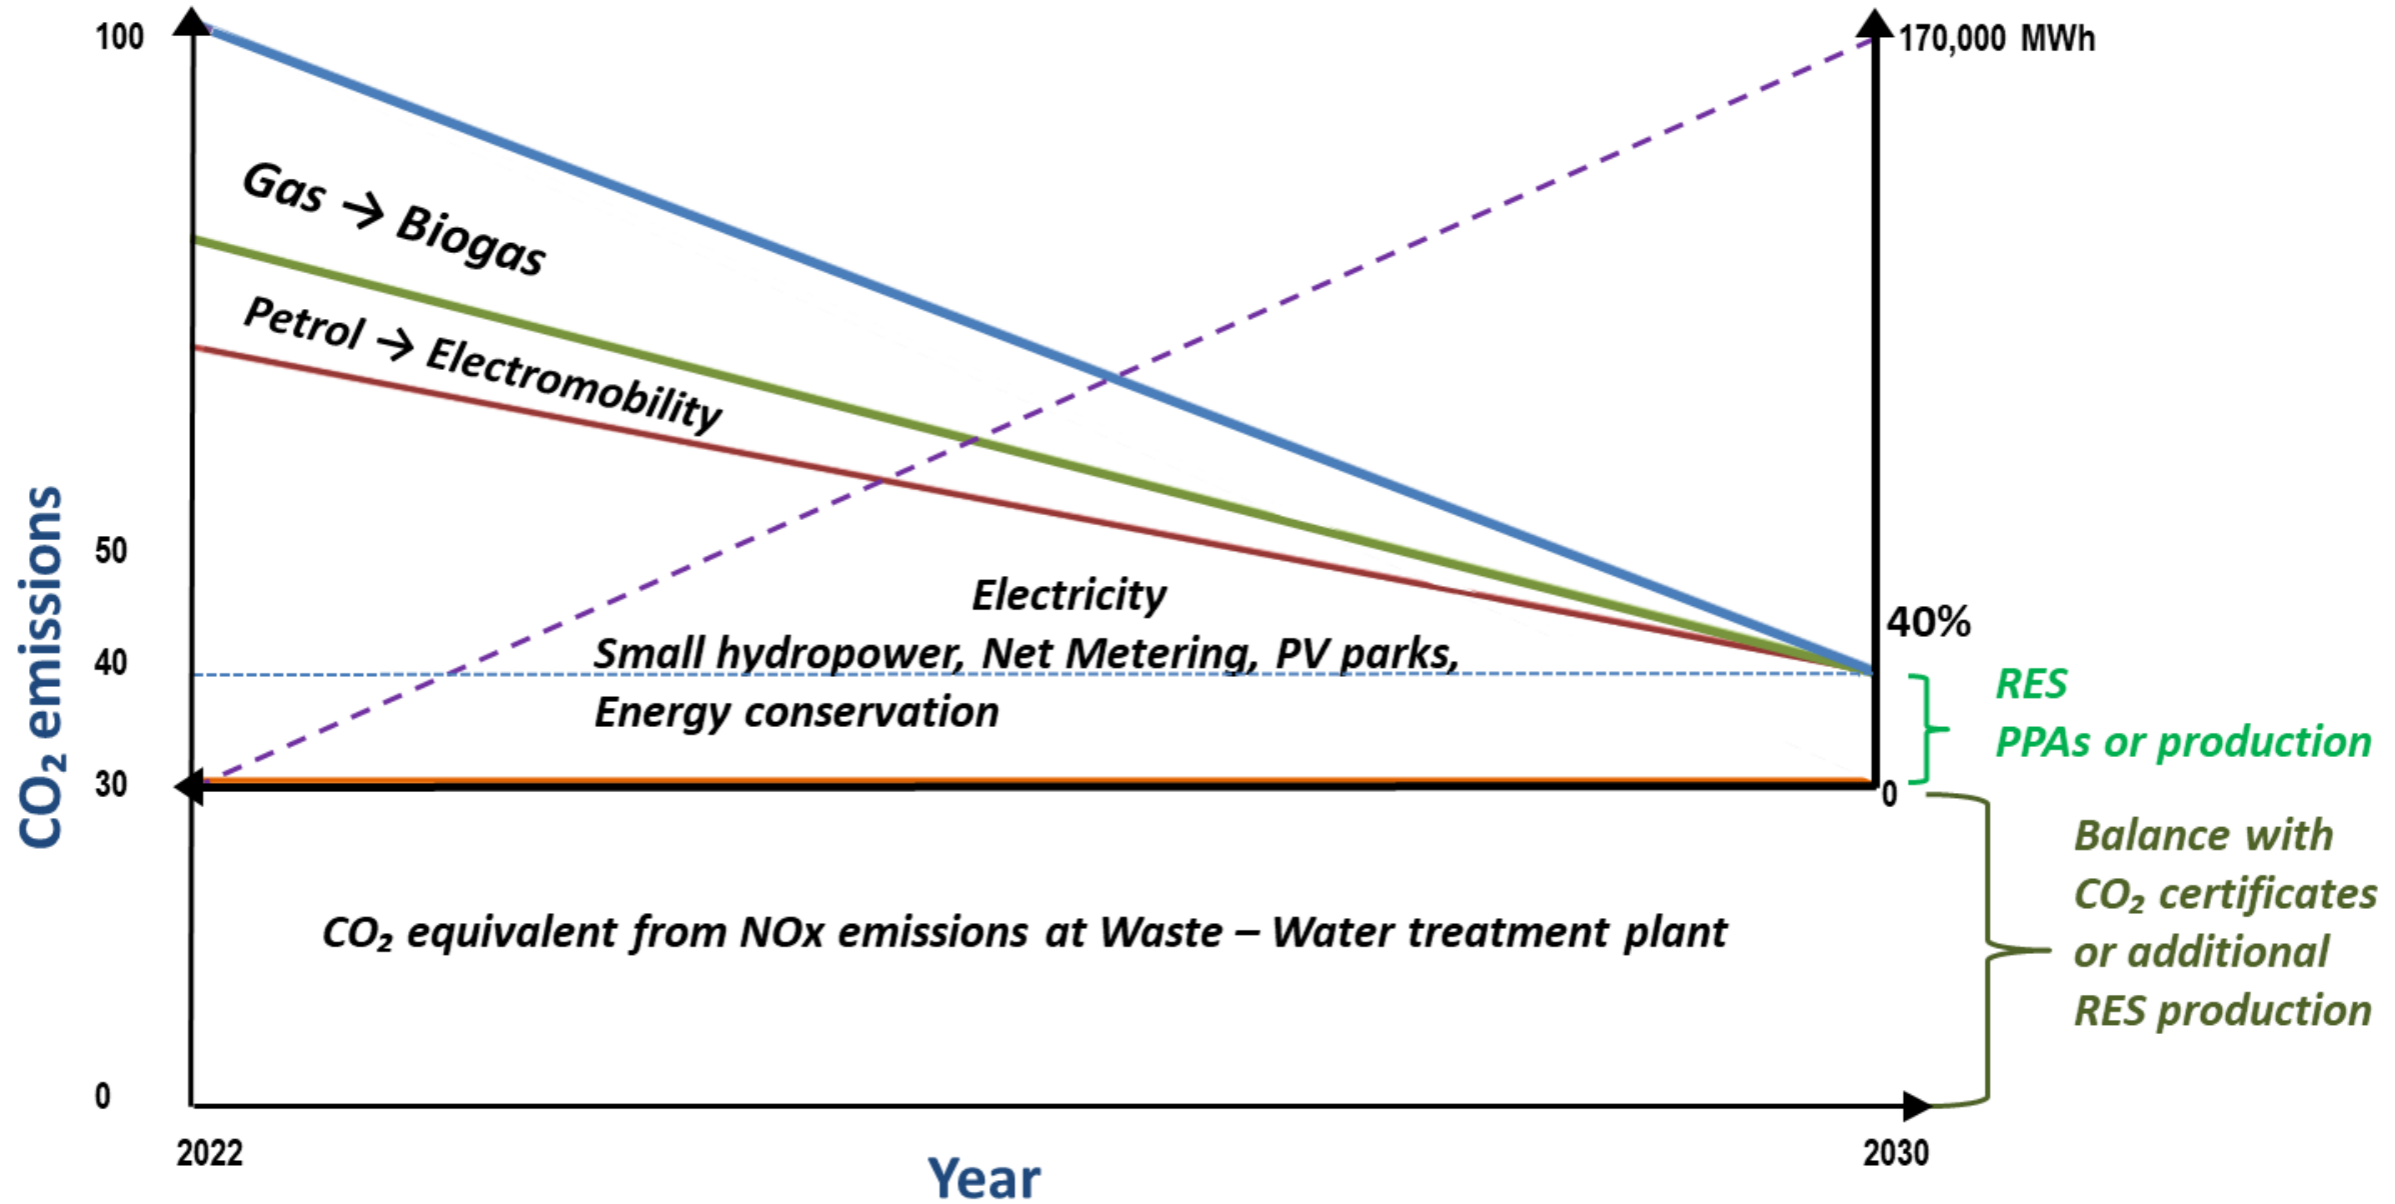 100
170,000 MWh
Gas → Biogas
Petrol → Electromobility
CO₂ emissions
50
Electricity
40%
40
Small hydropower, Net Metering, PV parks,
Energy conservation
RES
PPAs or production
30
0
Balance with
CO₂ certificates
or additional
RES production
CO₂ equivalent from NOx emissions at Waste – Water treatment plant
0
2022
Year
2030